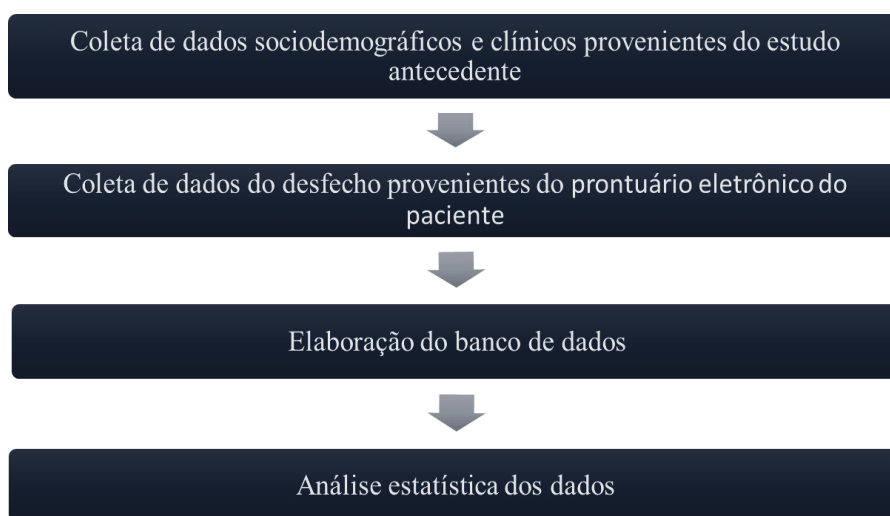 Coleta de dados sociodemográficos e clínicos provenientes do estudo
antecedente
Coleta de dados do desfecho provenientes do prontuário eletrônico do
paciente
Elaboração do banco de dados
Análise estatística dos dados